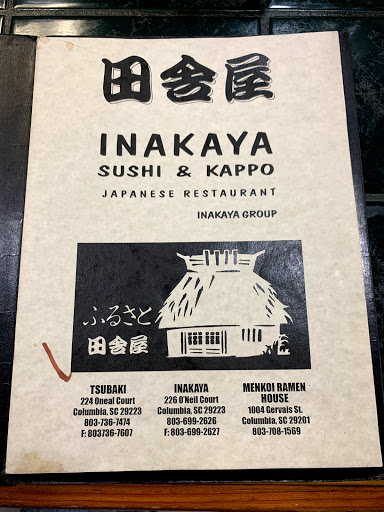 田舎屋
INAKAYA
SUSHI & KAPPO
JAPANESE RESTAURANT
INAKAYA GROUP
ふるさと
田舎屋
TSUBAKI
224 Oneal Court
Columbia, SC 29223
803-736-7474
F: 803736-7607
INAKAYA
226 O'Neil Court
Columbia, SC 29223
803-699-2626
F: 803-699-2627
MENKOI RAMEN
HOUSE
1004 Gervais St.
Columbia, SC 29201
803-708-1569